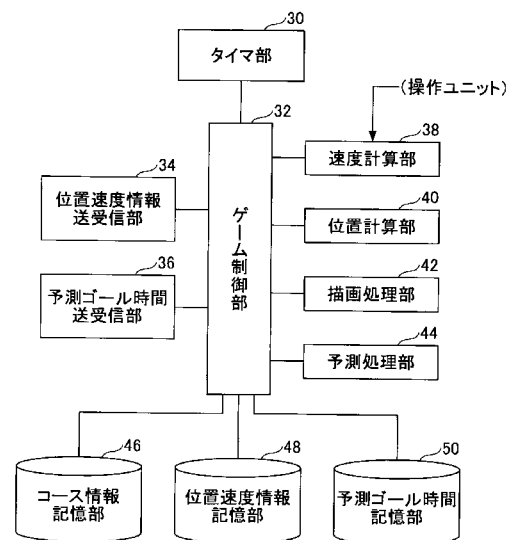 30
タイマ部
(操作ユニット)
32
38
速度計算部
34
位置速度情報
送受信部
40
位置計算部
ゲーム制御部
36
予測ゴール時間
送受信部
42
描画処理部
44
予測処理部
46
コース情報
記憶部
48
位置速度情報
記憶部
50
予測ゴール時間
記憶部